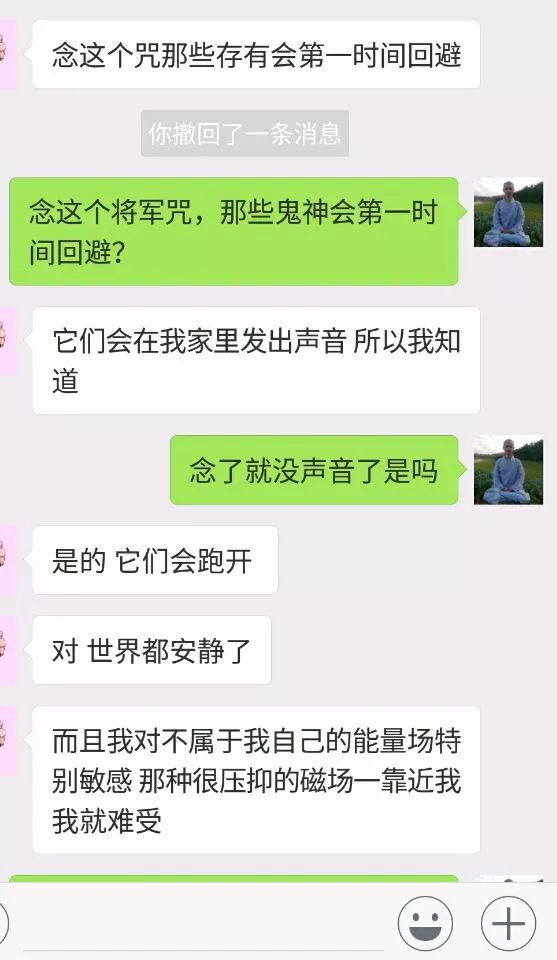 念这个咒那些存有会第一时间回避
你撤回了一条消息
念这个将军咒，那些鬼神会第一时
间回避？
它们会在我家里发出声音 所以我知
道
念了就没声音了是吗
是的 它们会跑开
对 世界都安静了
而且我对不属于我自己的能量场特
别敏感 那种很压抑的磁场一靠近我
我就难受